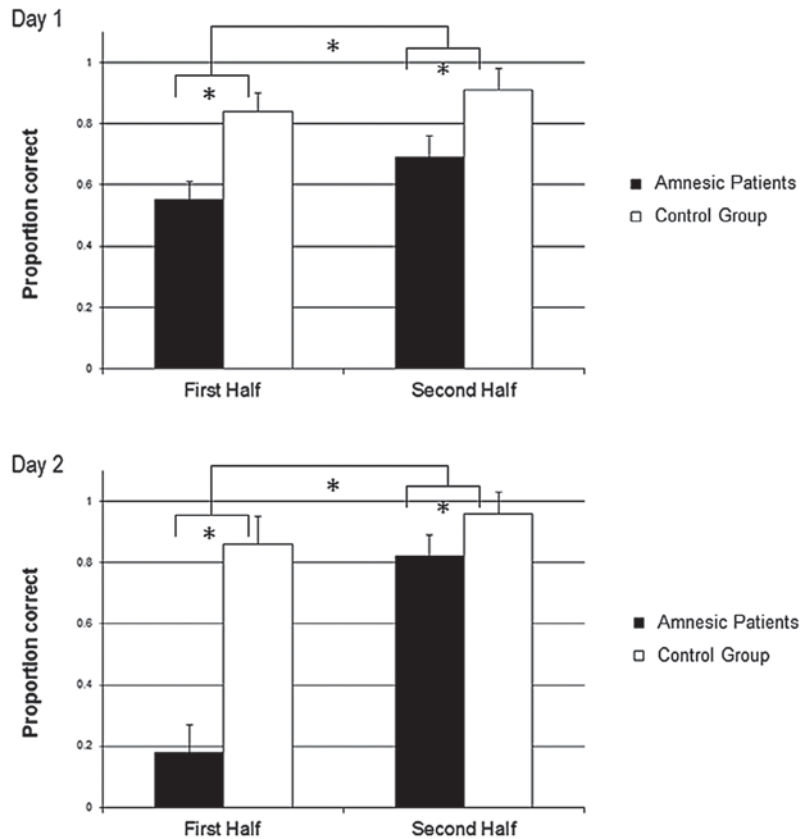 Day 1
*
* *
1
0.8
0.6
0.4
0.2
0
Proportion correct
First Half Second Half
■ Amnesic Patients
□ Control Group
Day 2
*
* *
1
0.8
0.6
0.4
0.2
0
Proportion correct
First Half Second Half
■ Amnesic Patients
□ Control Group